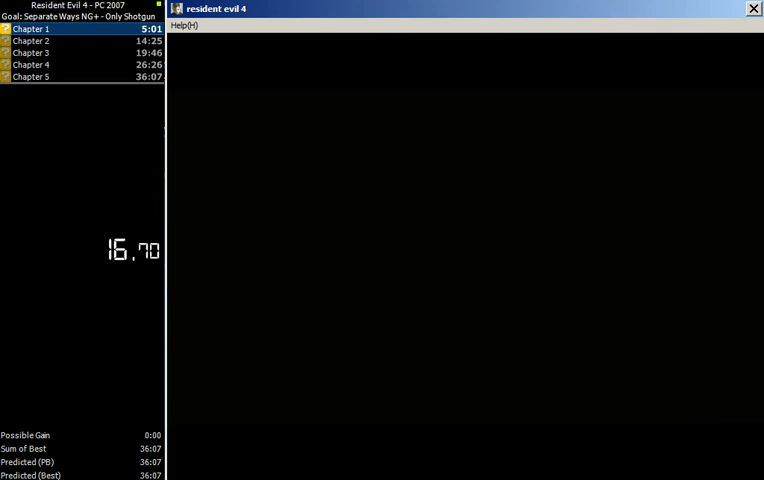 Resident Evil 4 - PC 2007
Goal: Separate Ways NG+ - Only Shotgun
Chapter 1 5:01
Chapter 2 14:25
Chapter 3 19:46
Chapter 4 26:26
Chapter 5 36:07
16.70
Possible Gain 0:00
Sum of Best 36:07
Predicted (PB) 36:07
Predicted (Best) 36:07
resident evil 4
Help(H)